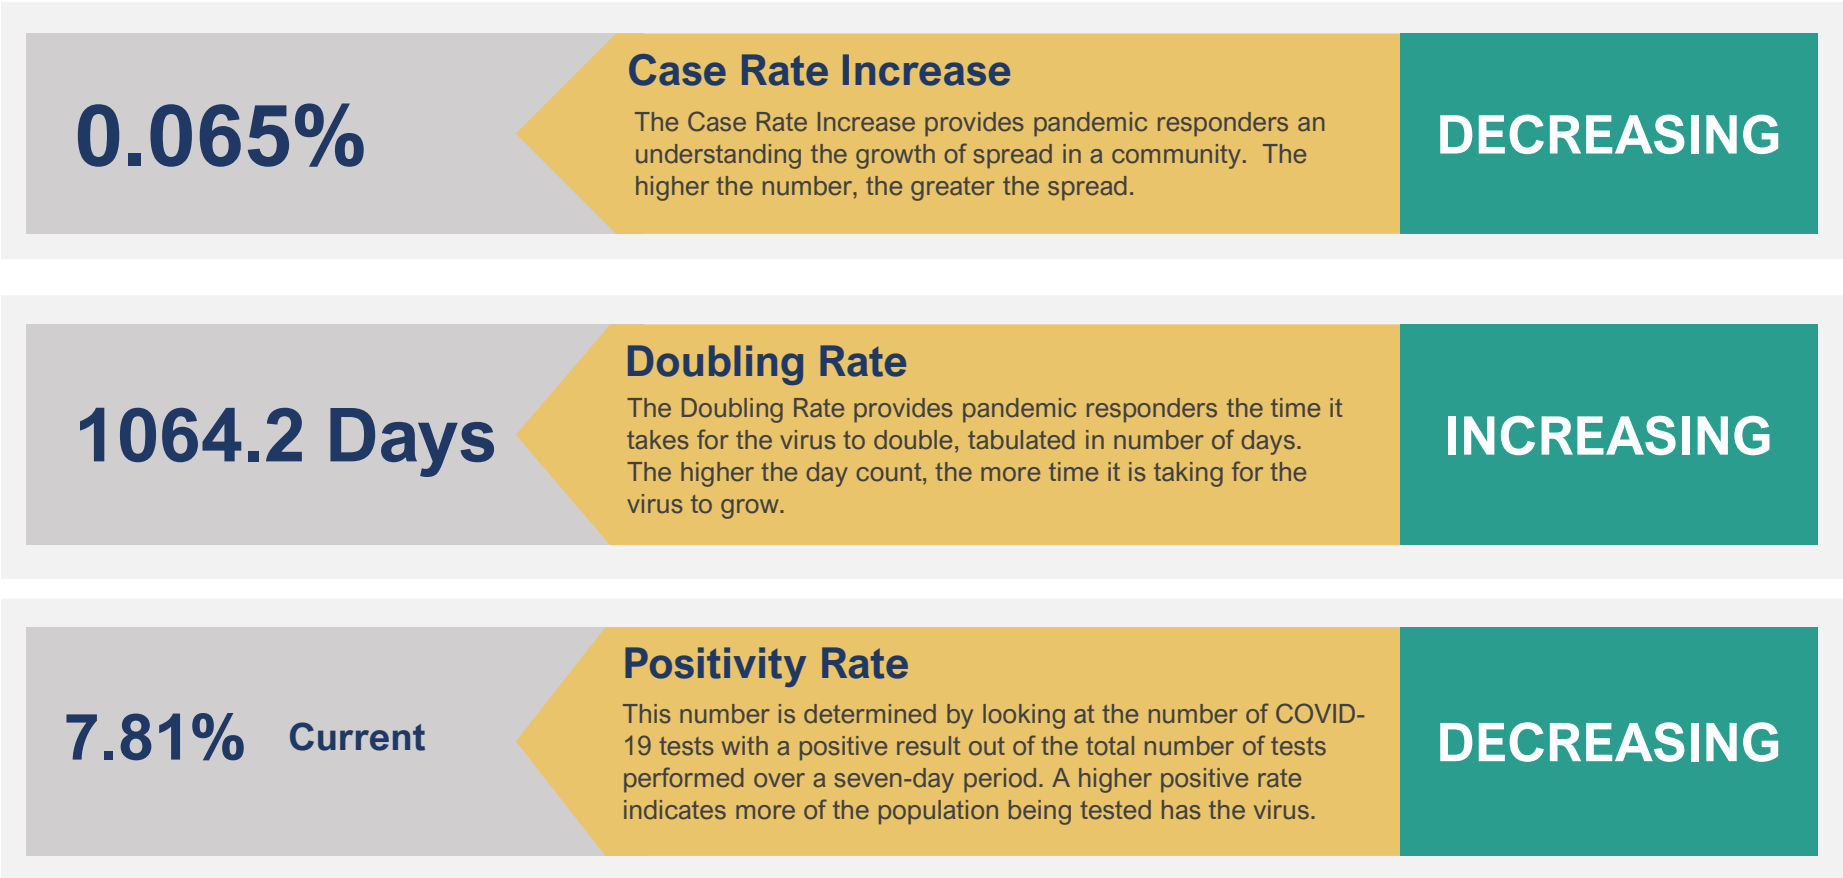 0.065%
Case Rate Increase
The Case Rate Increase provides pandemic responders an
understanding the growth of spread in a community.  The
higher the number, the greater the spread.
DECREASING
1064.2 Days
Doubling Rate
The Doubling Rate provides pandemic responders the time it
takes for the virus to double, tabulated in number of days.
The higher the day count, the more time it is taking for the
virus to grow.
INCREASING
7.81% Current
Positivity Rate
This number is determined by looking at the number of COVID-
19 tests with a positive result out of the total number of tests
performed over a seven-day period. A higher positive rate
indicates more of the population being tested has the virus.
DECREASING